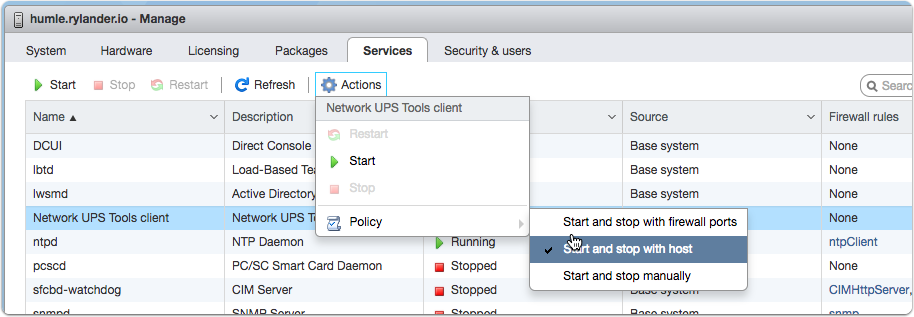 humle.rylander.io - Manage
System Hardware Licensing Packages Services Security & users
Start Stop Restart Refresh Actions Searc
Name ▲ Description Source Firewall rules
Network UPS Tools client
Restart
Start
Stop
Policy
Start and stop with firewall ports
Start and stop with host
Start and stop manually
DCUI Direct Console Base system None
lbtd Load-Based Tea Base system None
lwsmd Active Directory Base system None
Network UPS Tools client Network UPS T None
ntpd NTP Daemon Running ntpClient
pcscd PC/SC Smart Card Daemon Stopped None
sfcbd-watchdog CIM Server Stopped Base system CIMHttpServer,
snmpd SNMP Server Stopped Base system snmp